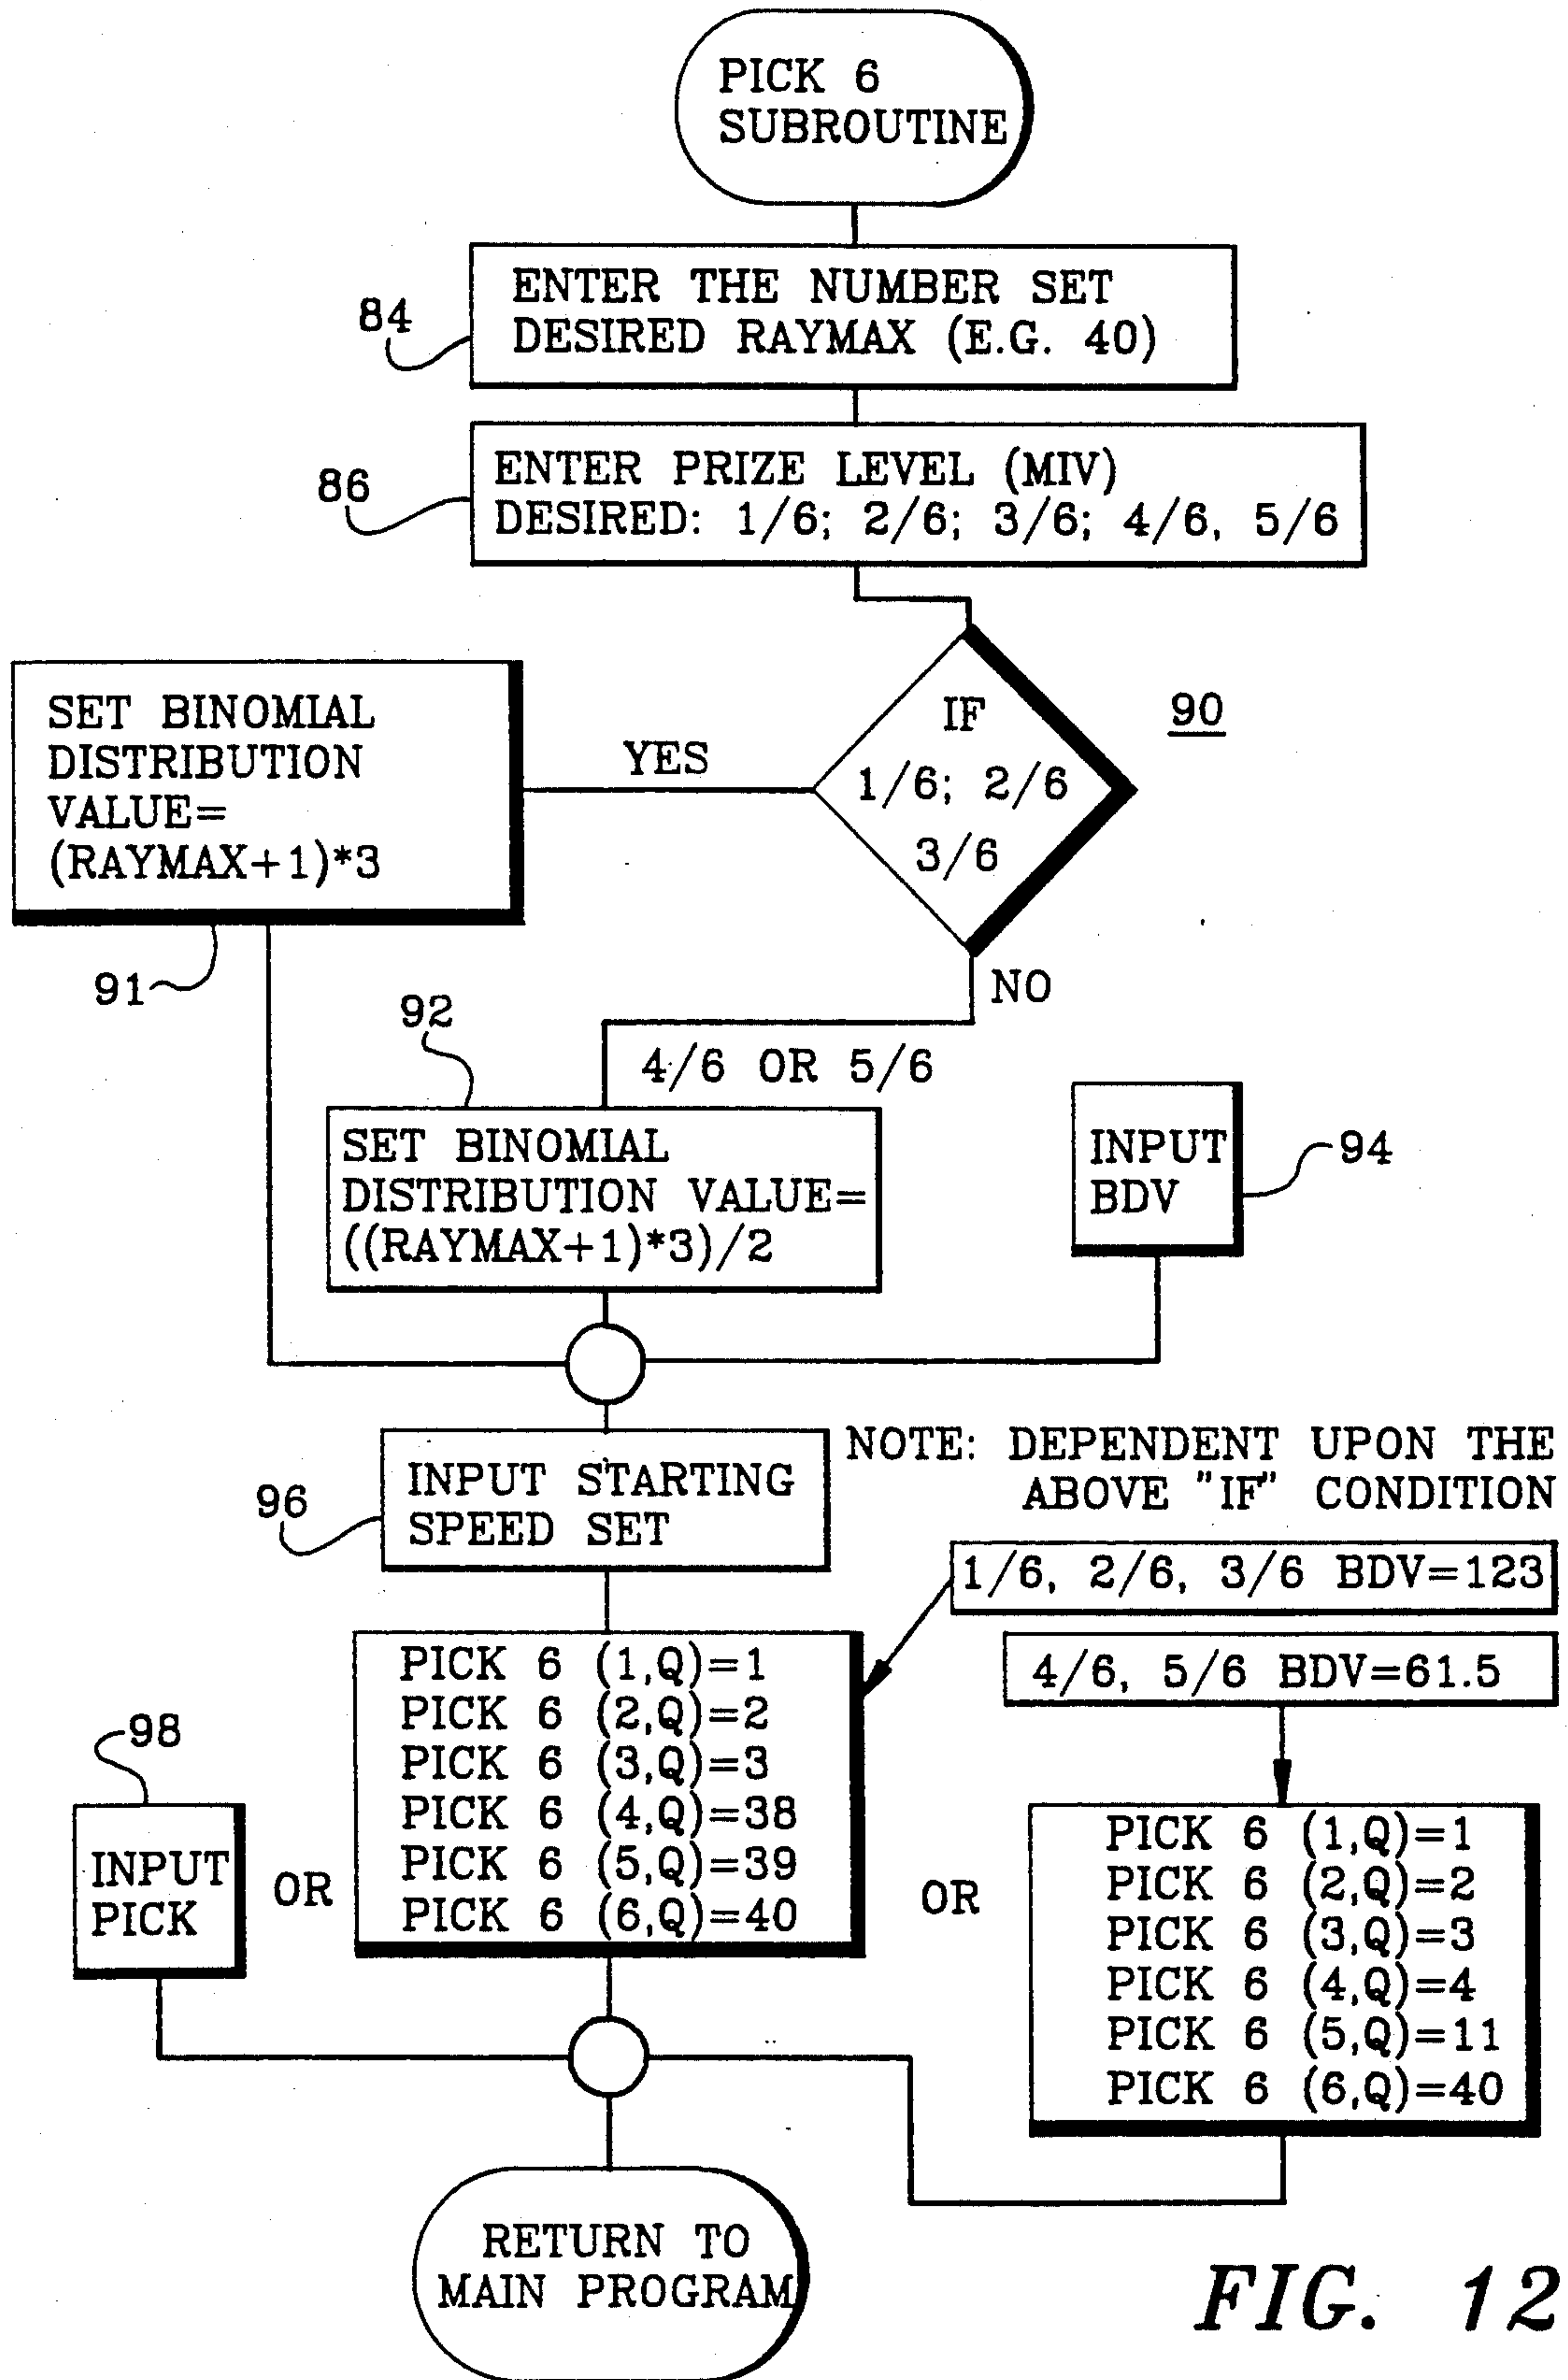 PICK 6
SUBROUTINE
84
ENTER THE NUMBER SET
DESIRED RAYMAX (E.G. 40)
86
ENTER PRIZE LEVEL (MIV)
DESIRED: 1/6; 2/6; 3/6; 4/6, 5/6
IF
1/6; 2/6
3/6
90
YES
SET BINOMIAL
DISTRIBUTION
VALUE=
(RAYMAX+1)*3
91
NO
92
4/6 OR 5/6
SET BINOMIAL
DISTRIBUTION VALUE=
((RAYMAX+1)*3)/2
INPUT
BDV
94
96
INPUT STARTING
SPEED SET
NOTE: DEPENDENT UPON THE
ABOVE "IF" CONDITION
1/6, 2/6, 3/6 BDV=123
4/6, 5/6 BDV=61.5
98
INPUT
PICK
OR
PICK 6 (1,Q)=1
PICK 6 (2,Q)=2
PICK 6 (3,Q)=3
PICK 6 (4,Q)=38
PICK 6 (5,Q)=39
PICK 6 (6,Q)=40
OR
PICK 6 (1,Q)=1
PICK 6 (2,Q)=2
PICK 6 (3,Q)=3
PICK 6 (4,Q)=4
PICK 6 (5,Q)=11
PICK 6 (6,Q)=40
RETURN TO
MAIN PROGRAM
FIG. 12